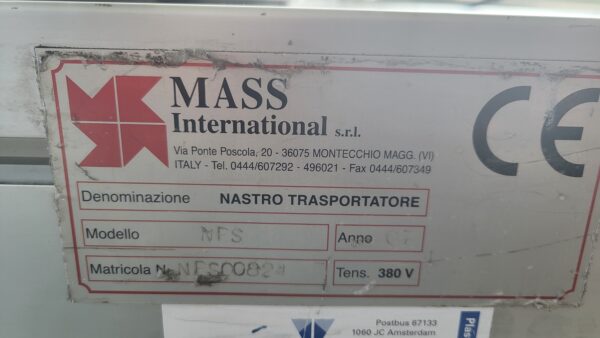 MASS
International s.r.l.
Via Ponte Poscola, 20 - 36075 MONTECCHIO MAGG. (VI)
ITALY - Tel. 0444/607292 - 496021 - Fax 0444/607349
CE
Denominazione NASTRO TRASPORTATORE
Modello Anno
Matricola N. Tens. 380 V
Postbus 67133
1060 JC Amsterdam
Plas